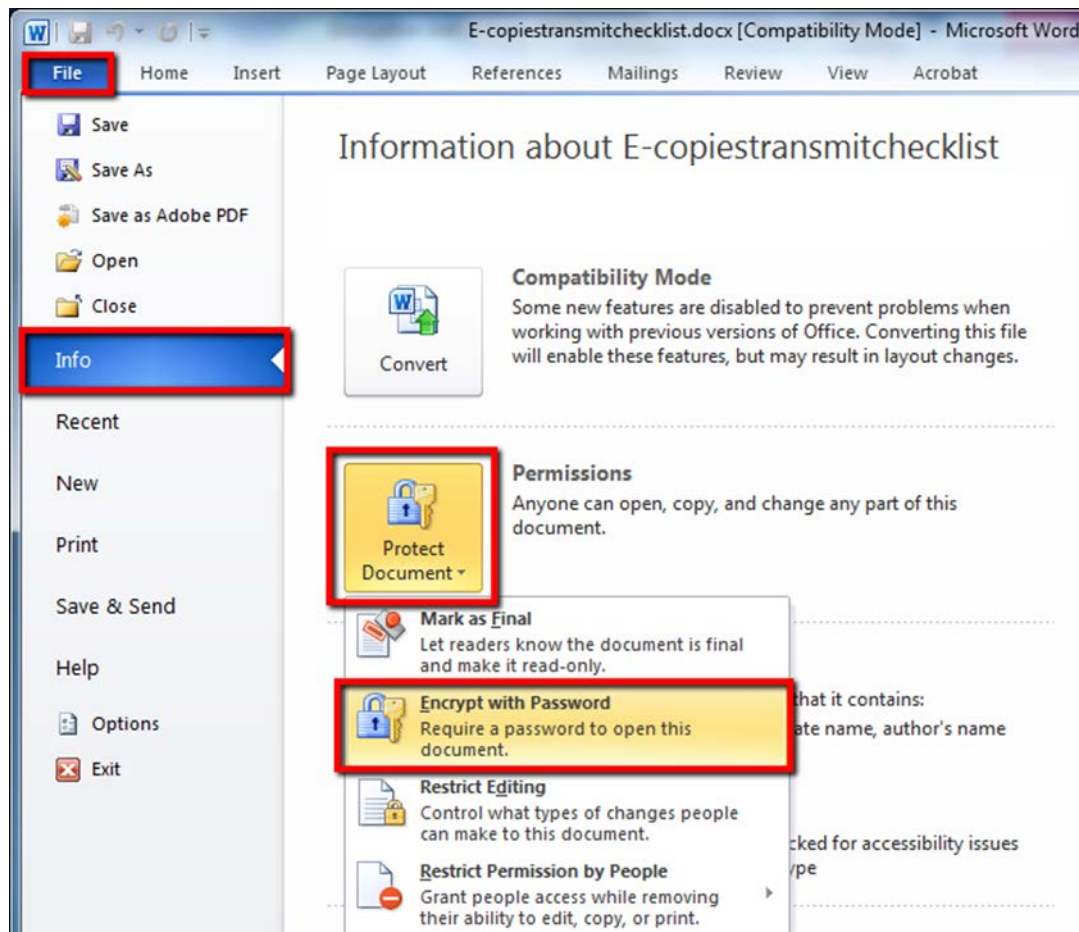 E-copiestransmitchecklist.docx [Compatibility Mode] - Microsoft Word
File Home Insert Page Layout References Mailings Review View Acrobat
Save
Save As
Save as Adobe PDF
Open
Close
Info
Recent
New
Print
Save & Send
Help
Options
Exit
Information about E-copiestransmitchecklist
Convert
Compatibility Mode
Some new features are disabled to prevent problems when
working with previous versions of Office. Converting this file
will enable these features, but may result in layout changes.
Protect
Document
Permissions
Anyone can open, copy, and change any part of this
document.
Mark as Final
Let readers know the document is final
and make it read-only.
Encrypt with Password
Require a password to open this
document.
Restrict Editing
Control what types of changes people
can make to this document.
Restrict Permission by People
Grant people access while removing
their ability to edit, copy, or print.
that it contains:
ate name, author's name
cked for accessibility issues
ype